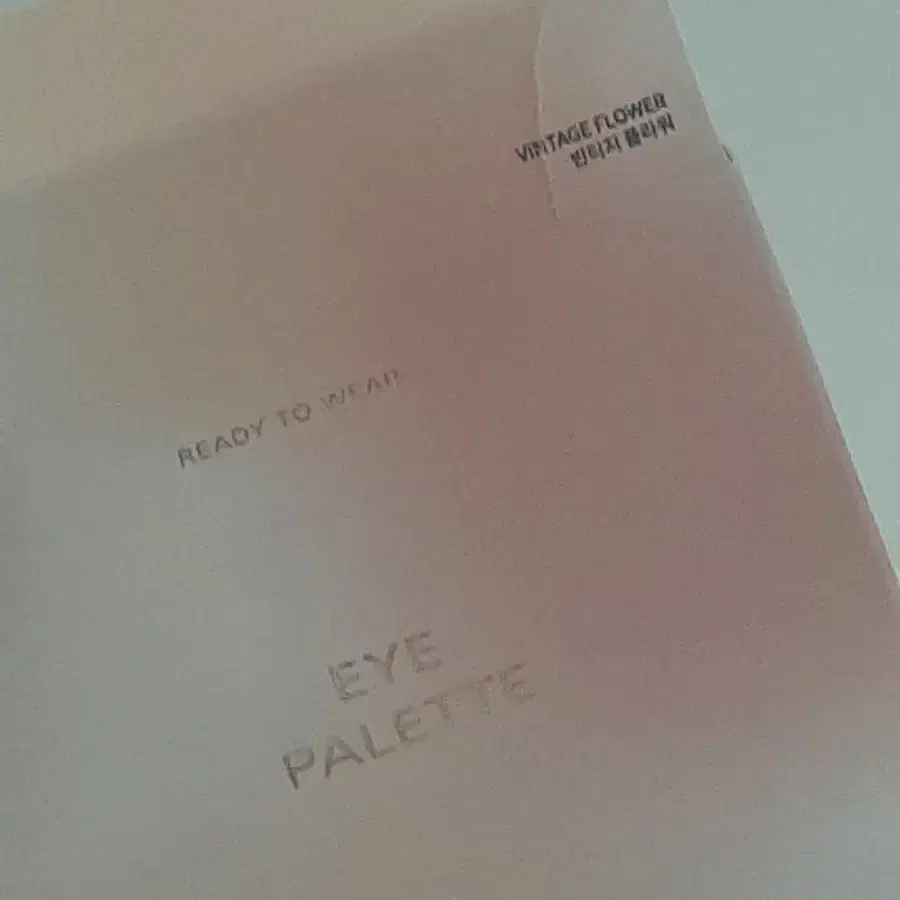 VINTAGE FLOWER
빈티지 플라워
READY TO WEAR
EYE
PALETTE